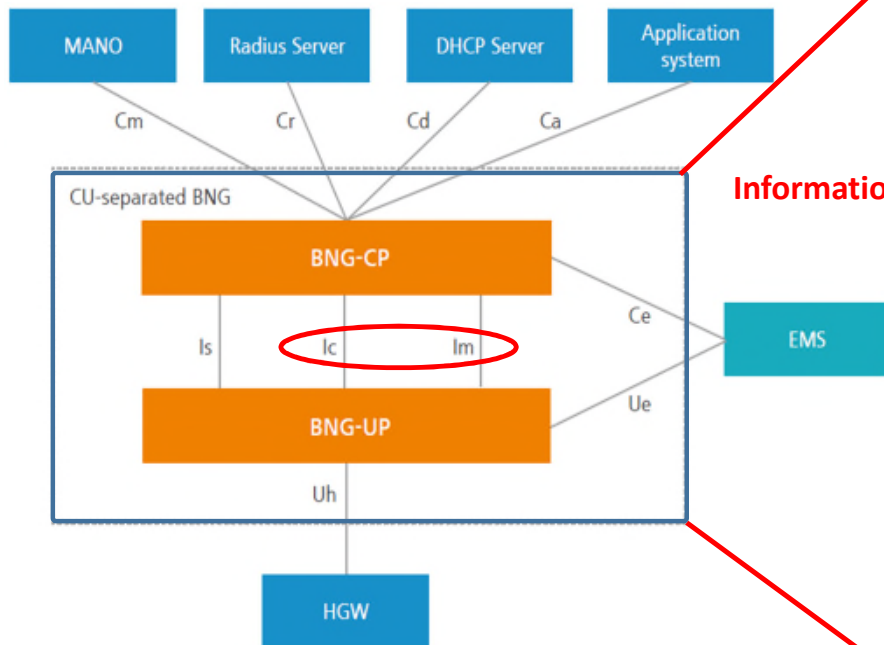 MANO
Radius Server
DHCP Server
Application
system
Cm
Cr
Cd
Ca
CU-separated BNG
Informatio
BNG-CP
Is
Ic
Im
Ce
EMS
BNG-UP
Ue
Uh
HGW